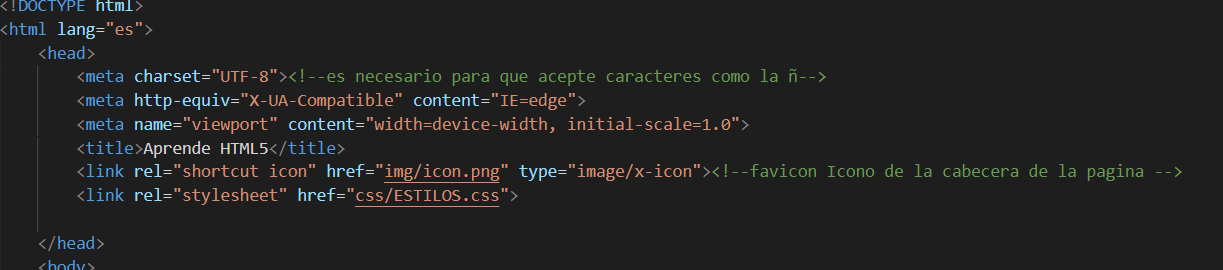 <!DOCTYPE html>
<html lang="es">
<head>
<meta charset="UTF-8"><!--es necesario para que acepte caracteres como la ñ-->
<meta http-equiv="X-UA-Compatible" content="IE=edge">
<meta name="viewport" content="width=device-width, initial-scale=1.0">
<title>Aprende HTML5</title>
<link rel="shortcut icon" href="img/icon.png" type="image/x-icon"><!--favicon Icono de la cabecera de la pagina -->
<link rel="stylesheet" href="css/ESTILOS.css">
</head>
<body>